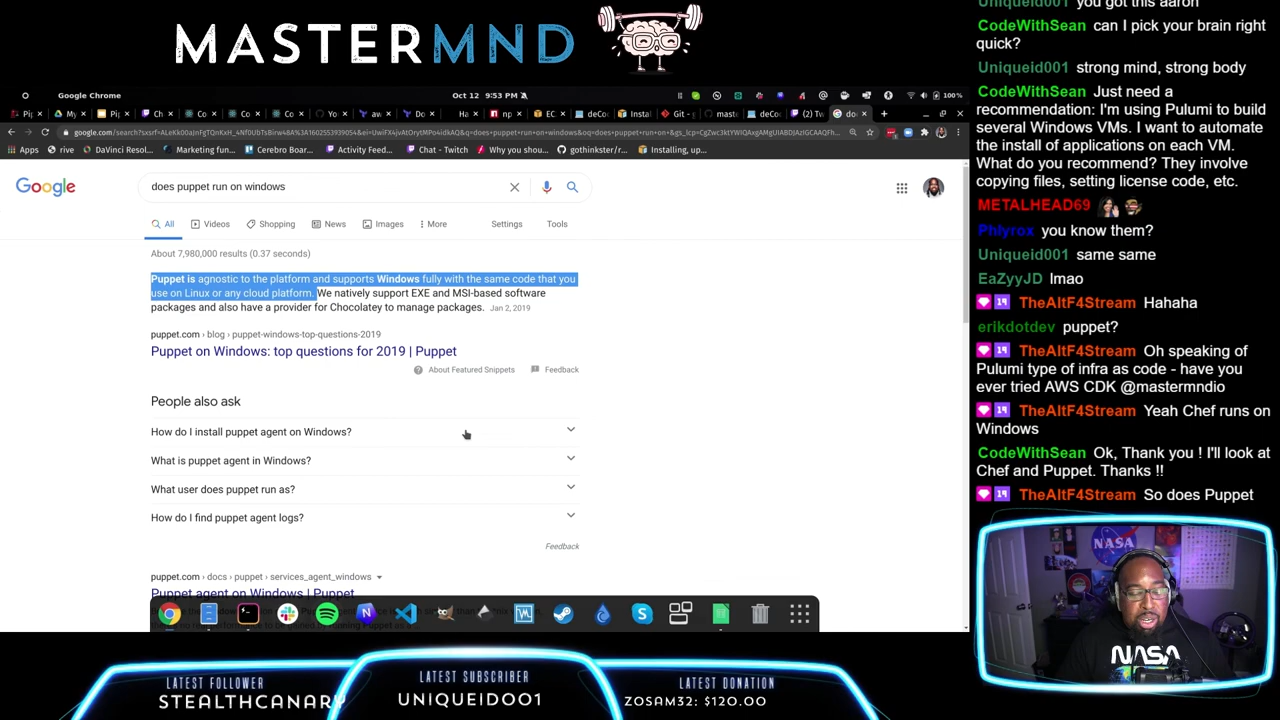 MASTERMND
Google Chrome
Oct 12 9:53 PM
100%
google.com/search?
Apps
rive
DaVinci Resol...
Marketing fum...
Cerebro Boar...
Activity Feed...
Chat - Twitch
Why you shou...
gothinkster/r...
Installing, up...
Google
does puppet run on windows
All
Videos
Shopping
News
Images
More
Settings
Tools
About 7,980,000 results (0.37 seconds)
Puppet is agnostic to the platform and supports Windows fully with the same code that you
use on Linux or any cloud platform. We natively support EXE and MSI-based software
packages and also have a provider for Chocolatey to manage packages. Jan 2, 2019
puppet.com › blog › puppet-windows-top-questions-2019
Puppet on Windows: top questions for 2019 | Puppet
About Featured Snippets
Feedback
People also ask
How do I install puppet agent on Windows?
What is puppet agent in Windows?
What user does puppet run as?
How do I find puppet agent logs?
Feedback
puppet.com › docs › puppet › services_agent_windows
Puppet agent on Windows | Puppet
Uniqueid001 you got this aaron
CodeWithSean can I pick your brain right
quick?
Uniqueid001 strong mind, strong body
CodeWithSean Just need a
recommendation: I'm using Pulumi to build
several Windows VMs. I want to automate
the install of applications on each VM.
What do you recommend? They involve
copying files, setting license code, etc.
METALHEAD69
Phlyrox you know them?
Uniqueid001 same same
EaZyyJD lmao
14 TheAltF4Stream Hahaha
erikdotdev puppet?
14 TheAltF4Stream Oh speaking of
Pulumi type of infra as code - have you
ever tried AWS CDK @mastermndio
14 TheAltF4Stream Yeah Chef runs on
Windows
CodeWithSean Ok, Thank you ! I'll look at
Chef and Puppet. Thanks !!
14 TheAltF4Stream So does Puppet
NASA
NASA
LATEST FOLLOWER
STEALTHCANARY
LATEST SUBSCRIBER
UNIQUEID001
LATEST DONATION
ZOSAM32: $120.00